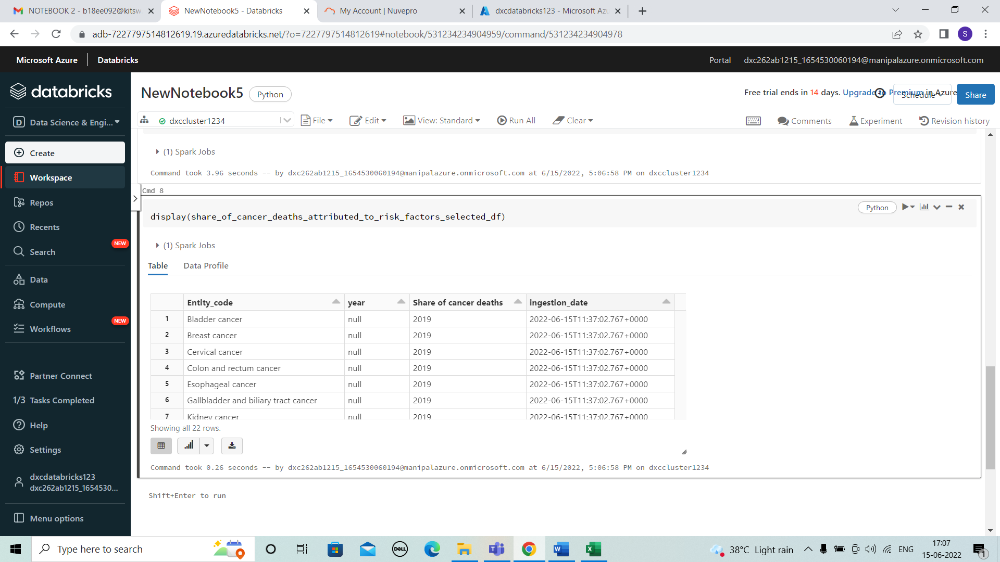 NOTEBOOK 2 - b18ee092@kitsw
NewNotebook5 - Databricks
My Account | Nuvepro
dxcdatabricks123 - Microsoft Azu
adb-7227797514812619.19.azuredatabricks.net/?o=7227797514812619#notebook/531234234904959/command/531234234904978
S
Microsoft Azure
Databricks
Portal
dxc262ab1215_1654530060194@manipalazure.onmicrosoft.com
databricks
Data Science & Engi...
Create
Workspace
Repos
Recents
NEW
Search
Data
Compute
NEW
Workflows
Partner Connect
1/3 Tasks Completed
Help
Settings
dxcdatabricks123
dxc262ab1215_1654530...
Menu options
NewNotebook5
Python
Free trial ends in 14 days. Upgrade to Premium in Azure
Schedule
Share
dxccluster1234
File
Edit
View: Standard
Run All
Clear
Comments
Experiment
Revision history
(1) Spark Jobs
Command took 3.96 seconds -- by dxc262ab1215_1654530060194@manipalazure.onmicrosoft.com at 6/15/2022, 5:06:58 PM on dxccluster1234
Cmd 8
Python
display(share_of_cancer_deaths_attributed_to_risk_factors_selected_df)
(1) Spark Jobs
Table Data Profile
Entity_code year Share of cancer deaths ingestion_date
1 Bladder cancer null 2019 2022-06-15T11:37:02.767+0000
2 Breast cancer null 2019 2022-06-15T11:37:02.767+0000
3 Cervical cancer null 2019 2022-06-15T11:37:02.767+0000
4 Colon and rectum cancer null 2019 2022-06-15T11:37:02.767+0000
5 Esophageal cancer null 2019 2022-06-15T11:37:02.767+0000
6 Gallbladder and biliary tract cancer null 2019 2022-06-15T11:37:02.767+0000
7 Kidney cancer null 2019 2022-06-15T11:37:02.767+0000
Showing all 22 rows.
Command took 0.26 seconds -- by dxc262ab1215_1654530060194@manipalazure.onmicrosoft.com at 6/15/2022, 5:06:58 PM on dxccluster1234
Shift+Enter to run
Type here to search
DELL
38°C Light rain
ENG
17:07
15-06-2022
1